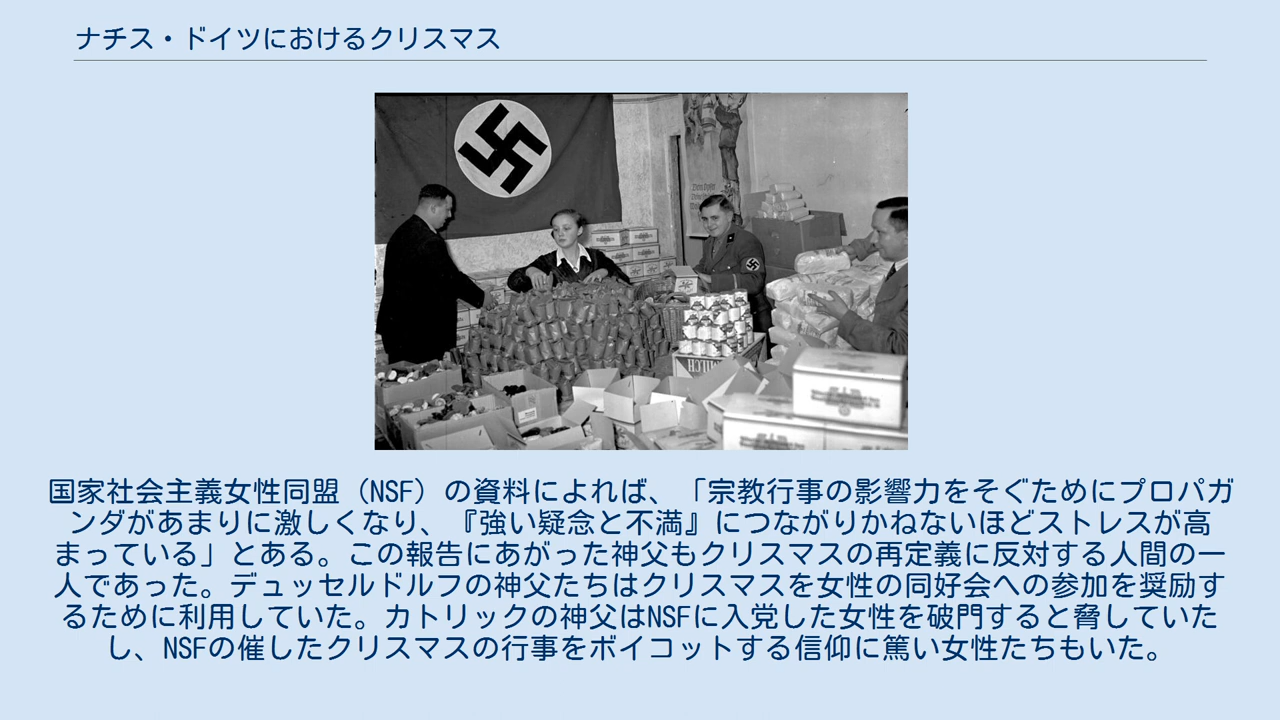 ナチス・ドイツにおけるクリスマス
Dein Opfer
MILCH
国家社会主義女性同盟（NSF）の資料によれば、「宗教行事の影響力をそぐためにプロパガ
ンダがあまりに激しくなり、『強い疑念と不満』につながりかねないほどストレスが高
まっている」とある。この報告にあがった神父もクリスマスの再定義に反対する人間の一
人であった。デュッセルドルフの神父たちはクリスマスを女性の同好会への参加を奨励す
るために利用していた。カトリックの神父はNSFに入党した女性を破門すると脅していた
し、NSFの催したクリスマスの行事をボイコットする信仰に篤い女性たちもいた。